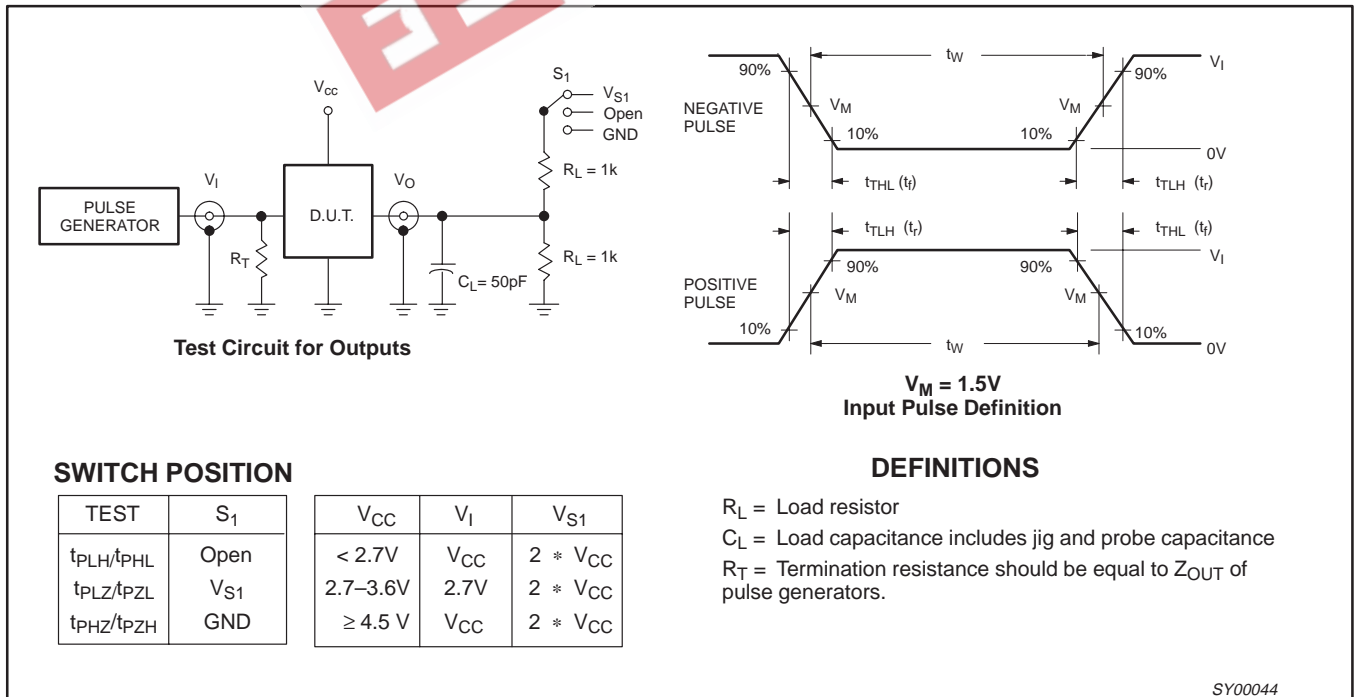 S1
VS1
Open
GND
Vcc
RL = 1k
VI
VO
PULSE GENERATOR
D.U.T.
RT
CL= 50pF
RL = 1k
Test Circuit for Outputs
tW
90%
90%
VI
NEGATIVE PULSE
VM
VM
10%
10%
0V
tTHL (tf)
tTLH (tr)
tTLH (tr)
tTHL (tf)
VI
90%
90%
POSITIVE PULSE
VM
VM
10%
10%
tW
0V
VM = 1.5V
Input Pulse Definition
SWITCH POSITION
TEST S1
tPLH/tPHL Open
tPLZ/tPZL VS1
tPHZ/tPZH GND
VCC VI VS1
< 2.7V VCC 2 * VCC
2.7–3.6V 2.7V 2 * VCC
≥ 4.5 V VCC 2 * VCC
DEFINITIONS
RL = Load resistor
CL = Load capacitance includes jig and probe capacitance
RT = Termination resistance should be equal to ZOUT of
pulse generators.
SY00044